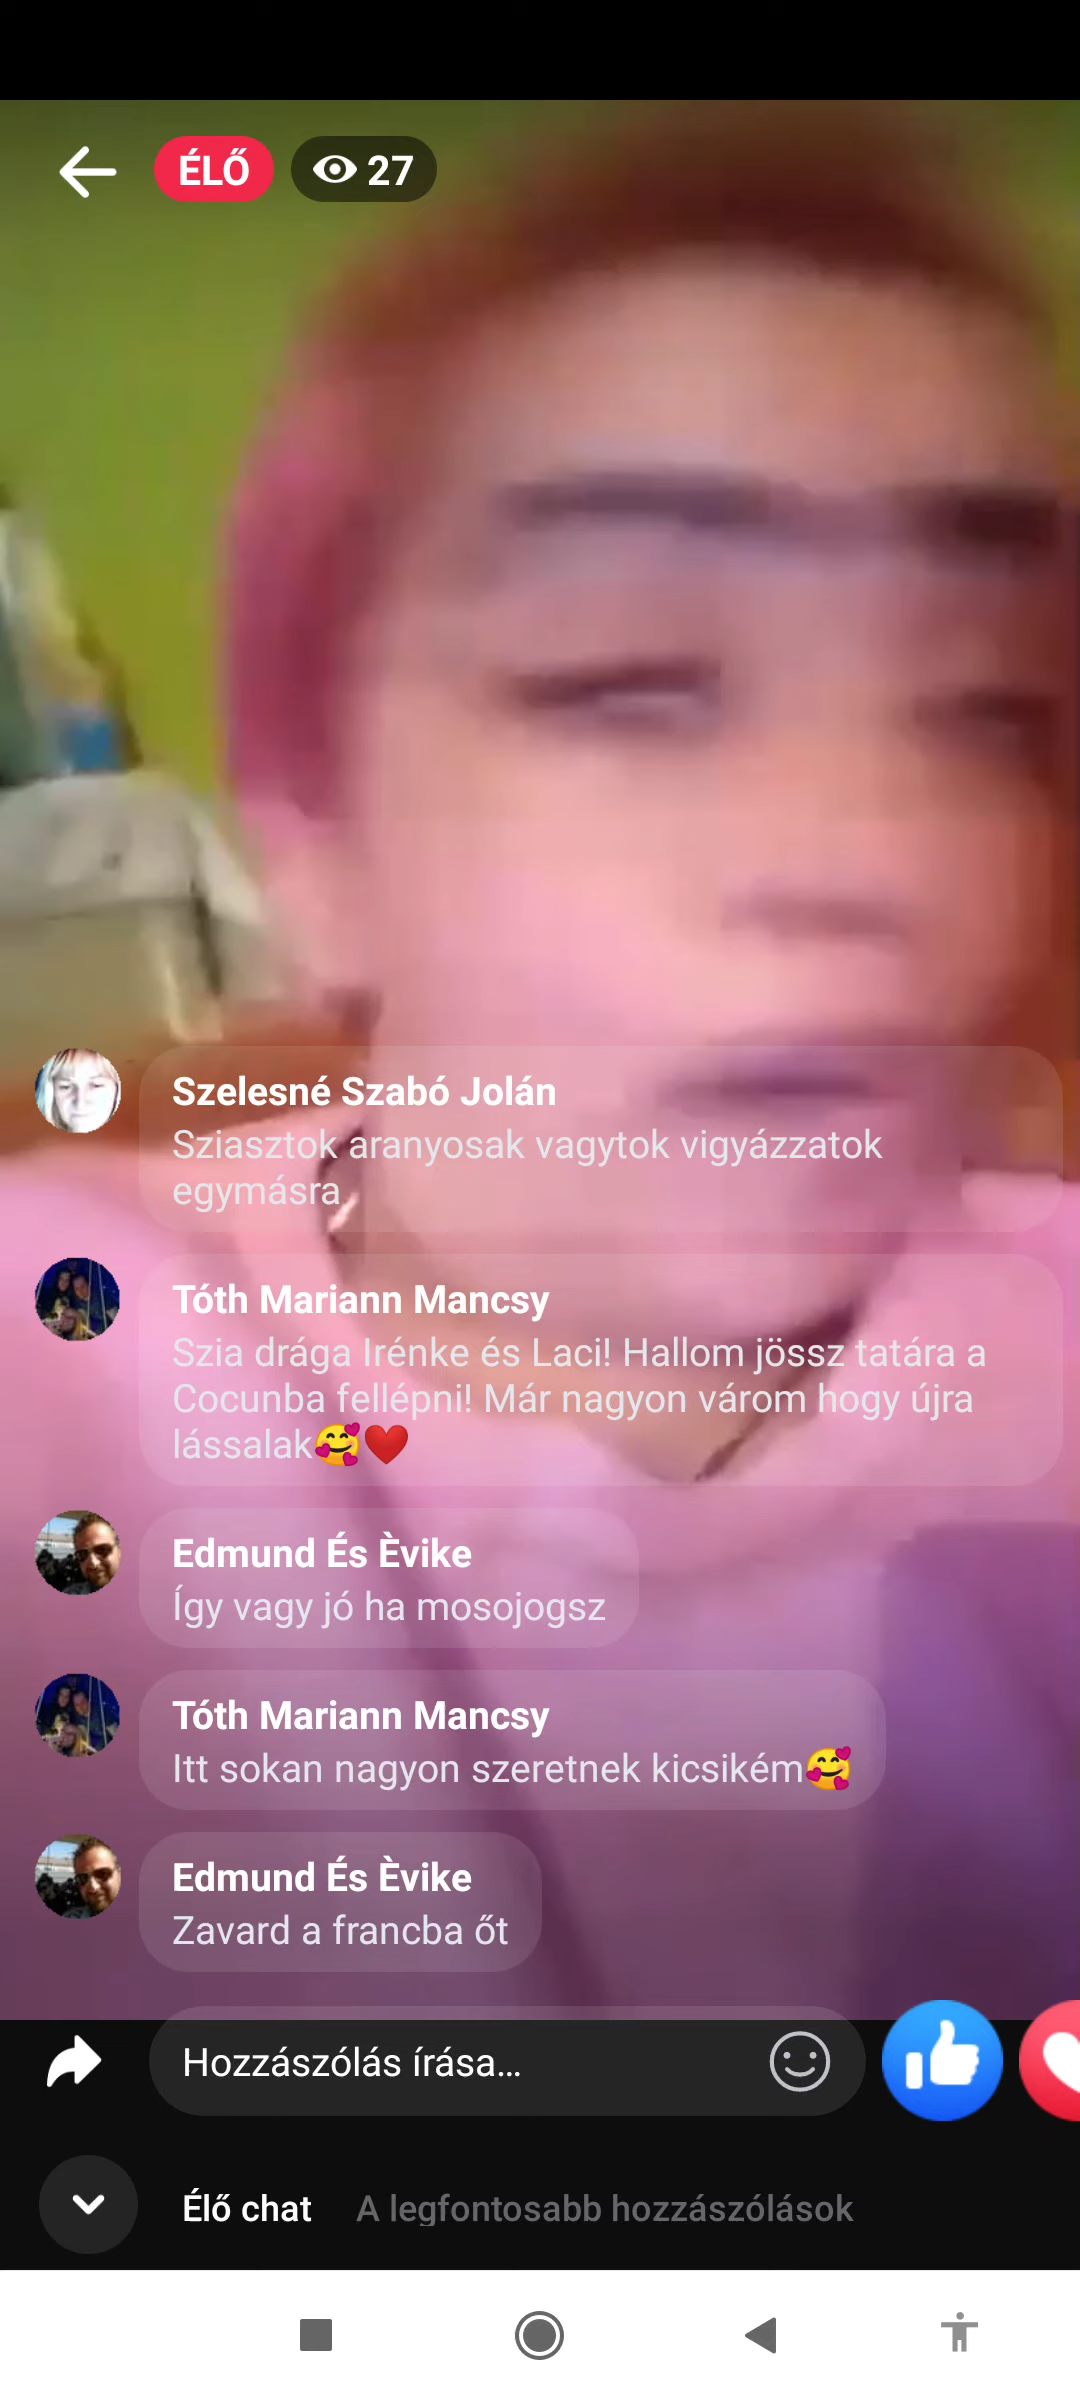 ÉLŐ 27
Szelesné Szabó Jolán
Sziasztok aranyosak vagytok vigyázzatok
egymásra
Tóth Mariann Mancsy
Szia drága Irénke és Laci! Hallom jössz tatára a
Cocunba fellépni! Már nagyon várom hogy újra
lássalak🥰❤️
Edmund És Èvike
Így vagy jó ha mosojogsz
Tóth Mariann Mancsy
Itt sokan nagyon szeretnek kicsikém🥰
Edmund És Èvike
Zavard a francba őt
Hozzászólás írása...
Élő chat A legfontosabb hozzászólások